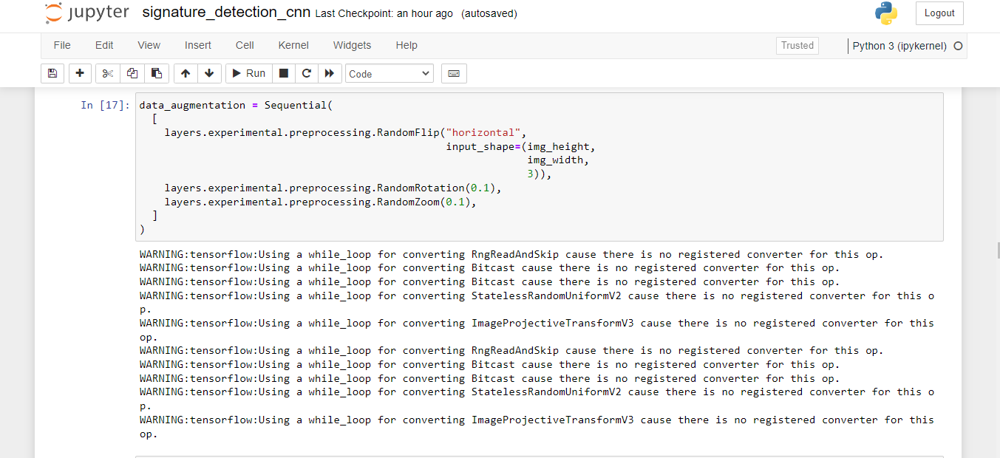 jupyter signature_detection_cnn Last Checkpoint: an hour ago (autosaved)
Logout
File Edit View Insert Cell Kernel Widgets Help
Trusted
Python 3 (ipykernel)
Run
Code
In [17]: data_augmentation = Sequential(
  [
    layers.experimental.preprocessing.RandomFlip("horizontal",
                                                 input_shape=(img_height,
                                                              img_width,
                                                              3)),
    layers.experimental.preprocessing.RandomRotation(0.1),
    layers.experimental.preprocessing.RandomZoom(0.1),
  ]
)
WARNING:tensorflow:Using a while_loop for converting RngReadAndSkip cause there is no registered converter for this op.
WARNING:tensorflow:Using a while_loop for converting Bitcast cause there is no registered converter for this op.
WARNING:tensorflow:Using a while_loop for converting Bitcast cause there is no registered converter for this op.
WARNING:tensorflow:Using a while_loop for converting StatelessRandomUniformV2 cause there is no registered converter for this o
p.
WARNING:tensorflow:Using a while_loop for converting ImageProjectiveTransformV3 cause there is no registered converter for this
op.
WARNING:tensorflow:Using a while_loop for converting RngReadAndSkip cause there is no registered converter for this op.
WARNING:tensorflow:Using a while_loop for converting Bitcast cause there is no registered converter for this op.
WARNING:tensorflow:Using a while_loop for converting Bitcast cause there is no registered converter for this op.
WARNING:tensorflow:Using a while_loop for converting StatelessRandomUniformV2 cause there is no registered converter for this o
p.
WARNING:tensorflow:Using a while_loop for converting ImageProjectiveTransformV3 cause there is no registered converter for this
op.